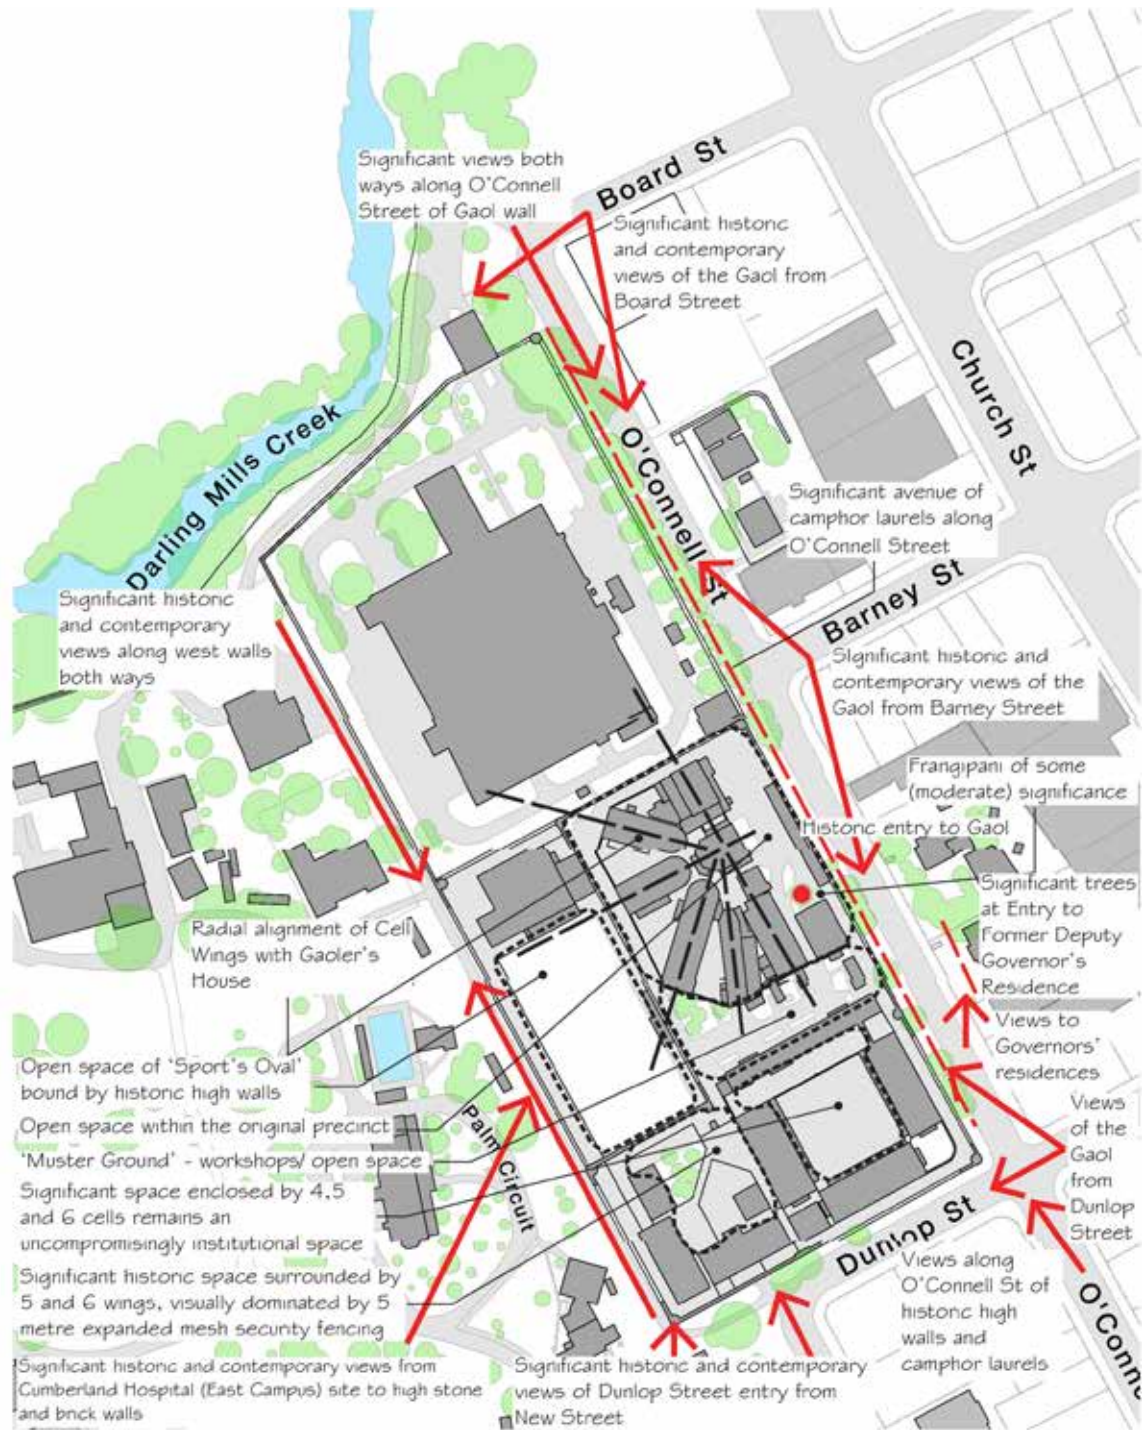 Significant views both
ways along O'Connell
Street of Gaol wall
Board St
Significant historic
and contemporary
views of the Gaol from
Board Street
Church St
Darling Mills Creek
O'Connell St
Significant avenue of
camphor laurels along
O'Connell Street
Barney St
Significant historic
and contemporary
views along west walls
both ways
Significant historic and
contemporary views of the
Gaol from Barney Street
Frangipani of some
(moderate) significance
Historic entry to Gaol
Significant trees
at Entry to
Former Deputy
Governor's
Residence
Radial alignment of Cell
Wings with Gaoler's
House
Views to
Governors'
residences
Open space of 'Sport's Oval'
bound by historic high walls
Open space within the original precinct
'Muster Ground' - workshops/ open space
Significant space enclosed by 4,5
and 6 cells remains an
uncompromisingly institutional space
Significant historic space surrounded by
5 and 6 wings, visually dominated by 5
metre expanded mesh security fencing
Palm Circuit
Views
of the
Gaol
from
Dunlop
Street
Dunlop St
Views along
O'Connell St of
historic high
walls and
camphor laurels
O'Conne
Significant historic and contemporary views from
Cumberland Hospital (East Campus) site to high stone
and brick walls
Significant historic and contemporary
views of Dunlop Street entry from
New Street